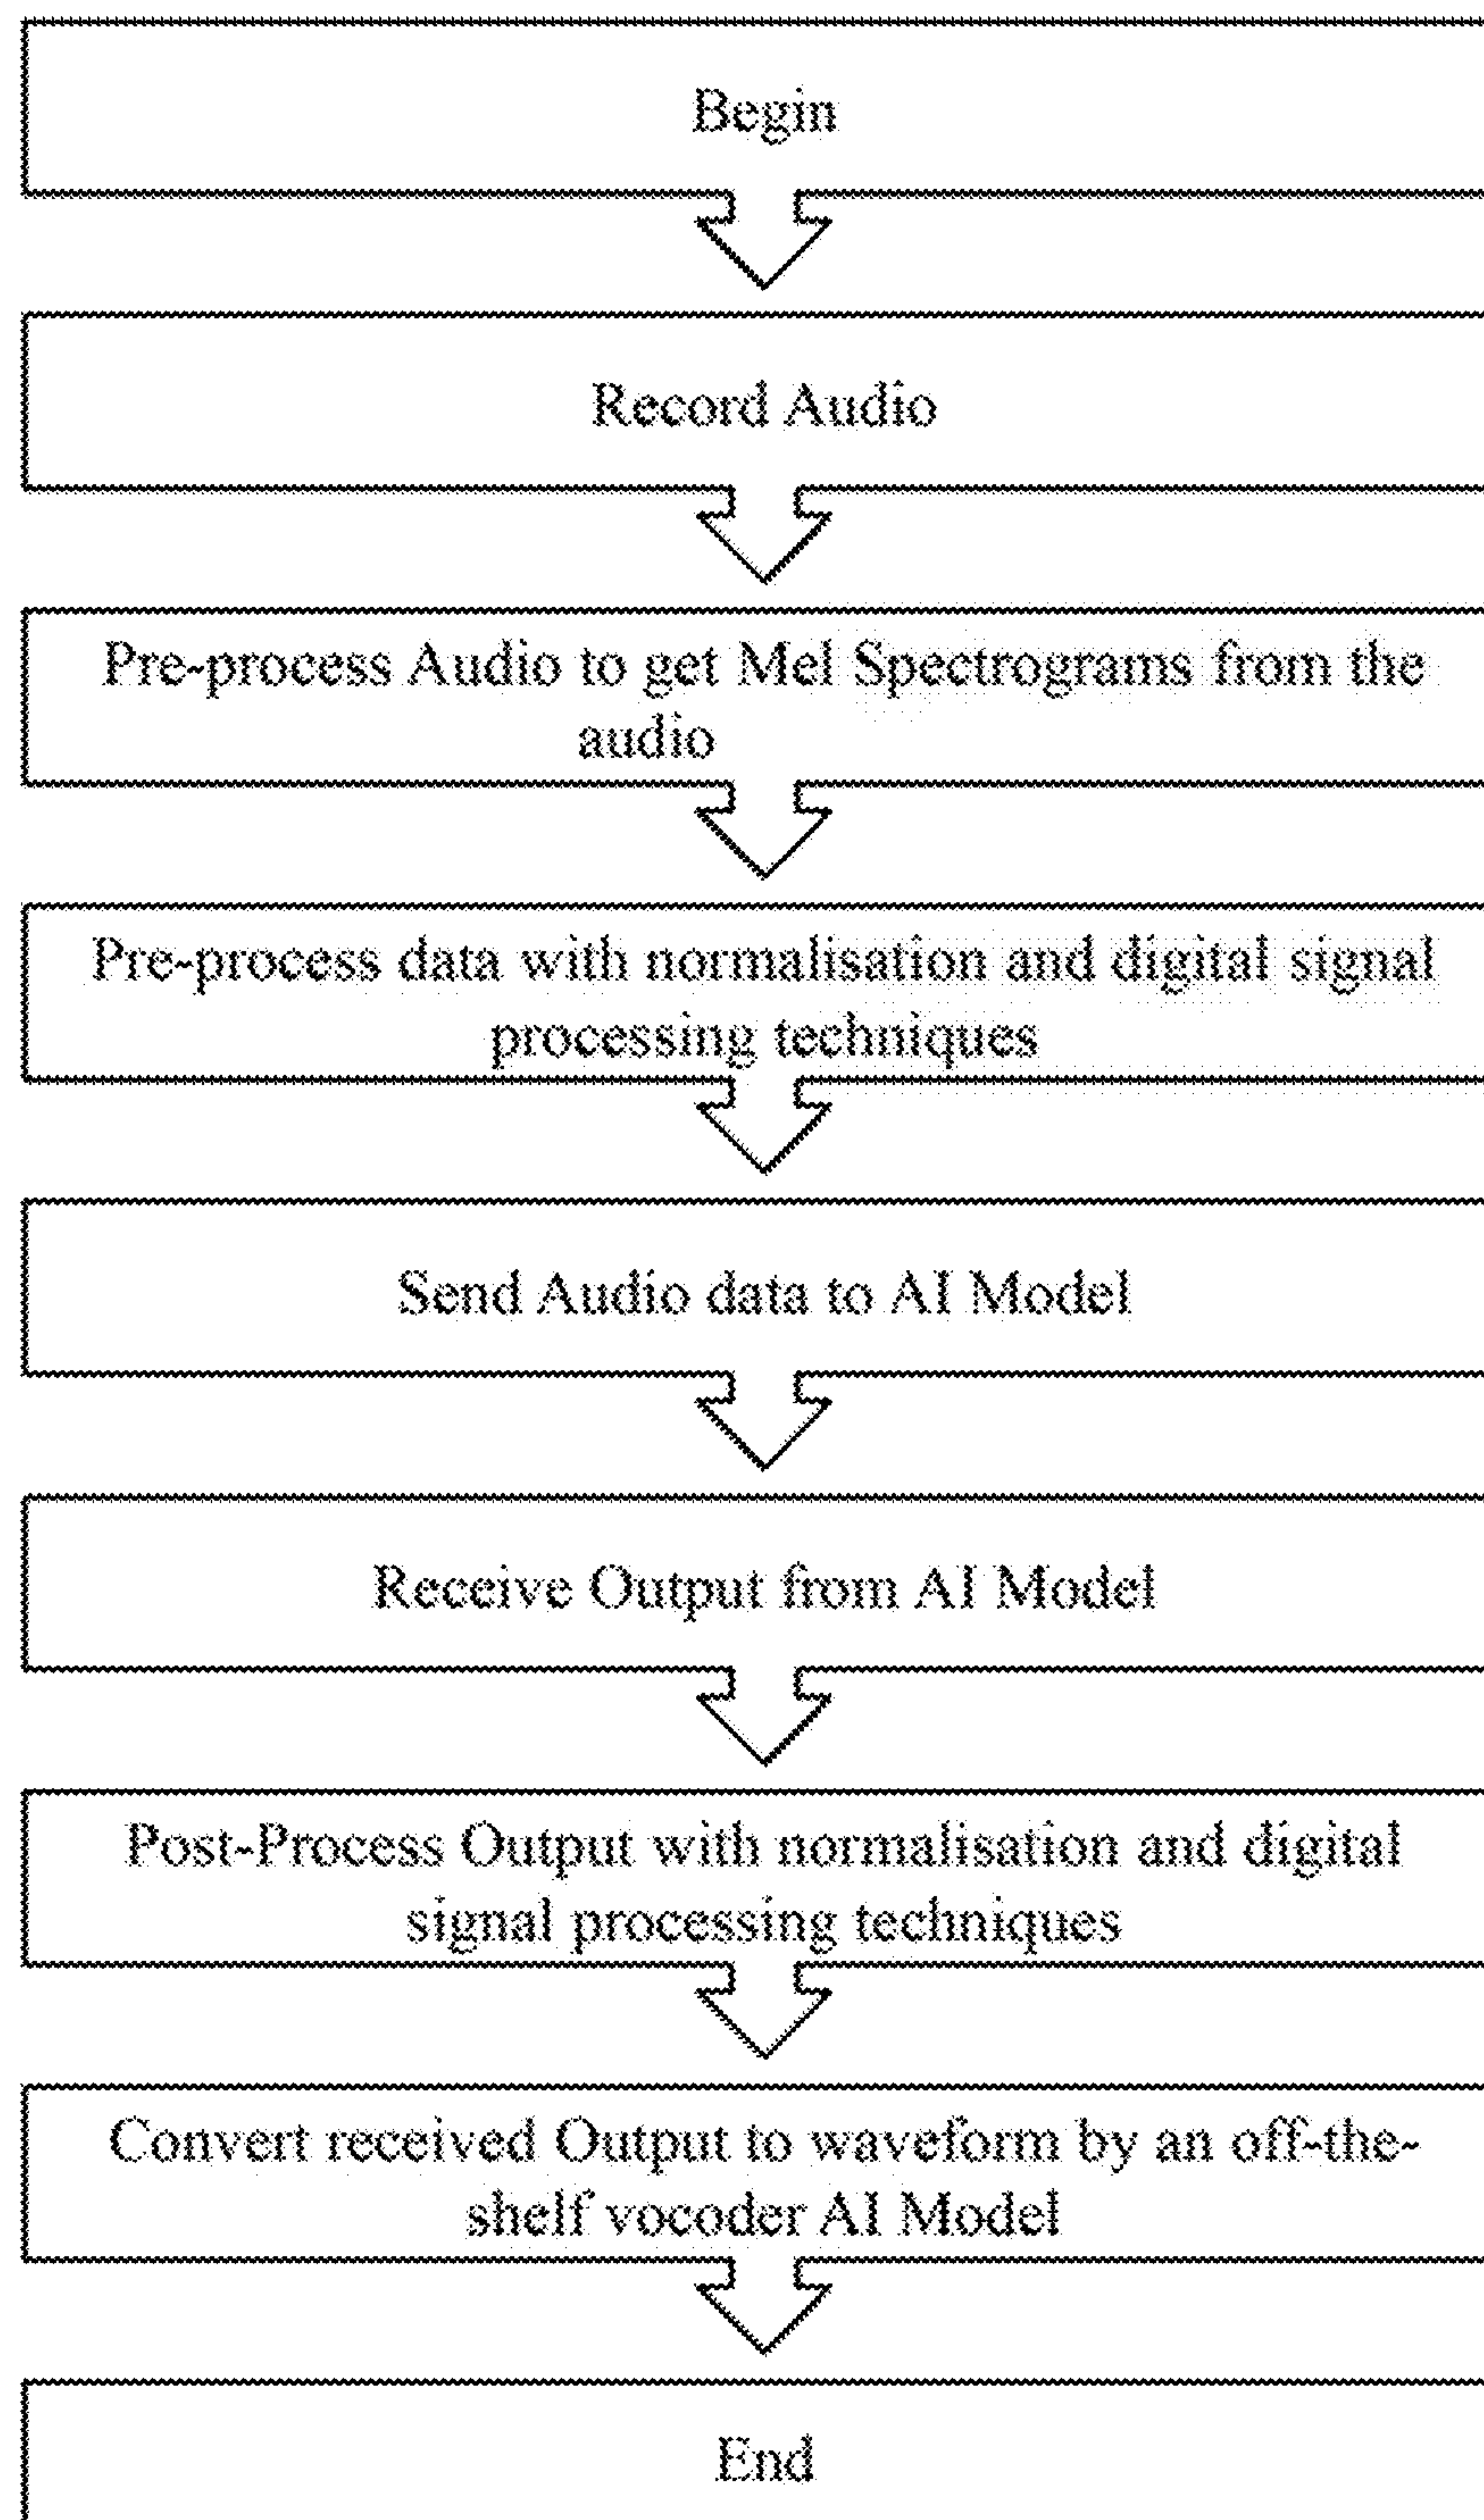 Begin
Record Audio
Pre-process Audio to get Mel Spectrograms from the
audio
Pre-process data with normalisation and digital signal
processing techniques
Send Audio data to AI Model
Receive Output from AI Model
Post-Process Output with normalisation and digital
signal processing techniques
Convert received Output to waveform by an off-the-
shelf vocoder AI Model
End